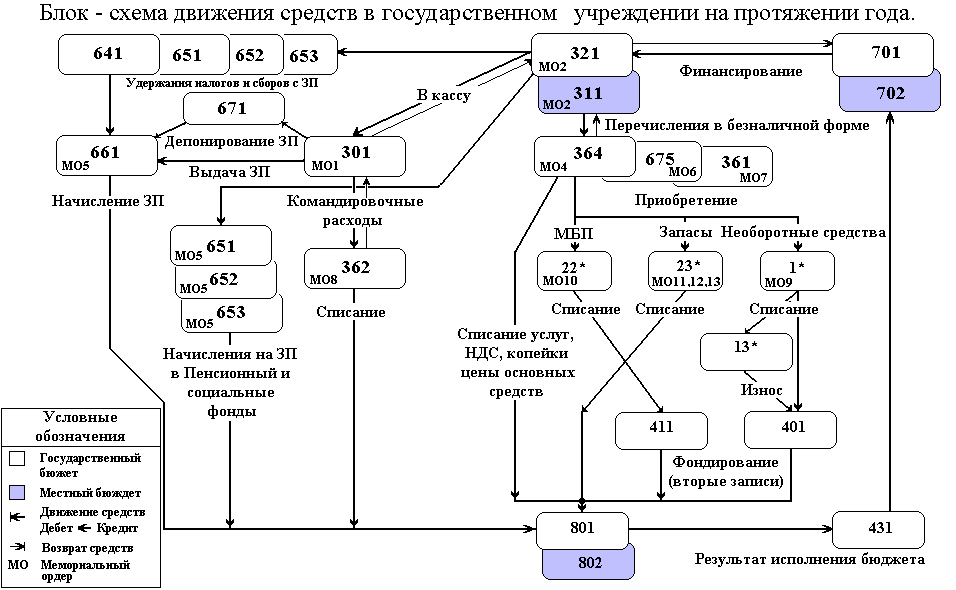 Блок - схема движения средств в государственном учреждении на протяжении года.
641
651
652
653
321
МО2
701
Удержания налогов и сборов с ЗП
Финансирование
311
МО2
702
В кассу
671
Перечисления в безналичной форме
Депонирование ЗП
661
МО5
301
МО1
364
МО4
675
МО6
361
МО7
Выдача ЗП
Начисление ЗП
Командировочные
расходы
Приобретение
МБП
Запасы
Необоротные средства
651
МО5
652
МО5
653
МО5
362
МО8
22 *
МО10
23 *
МО11,12,13
1 *
МО9
Списание
Списание
Списание
Списание
Списание услуг,
НДС, копейки
цены основных
средств
13 *
Начисления на ЗП
в Пенсионный и
социальные
фонды
Износ
411
401
Фондирование
(вторые записи)
Условные
обозначения
Государственный
бюжет
Местный бюждет
Движение средств
Дебет
Кредит
Возврат средств
МО
Мемориальный
ордер
801
802
431
Результат исполнения бюджета